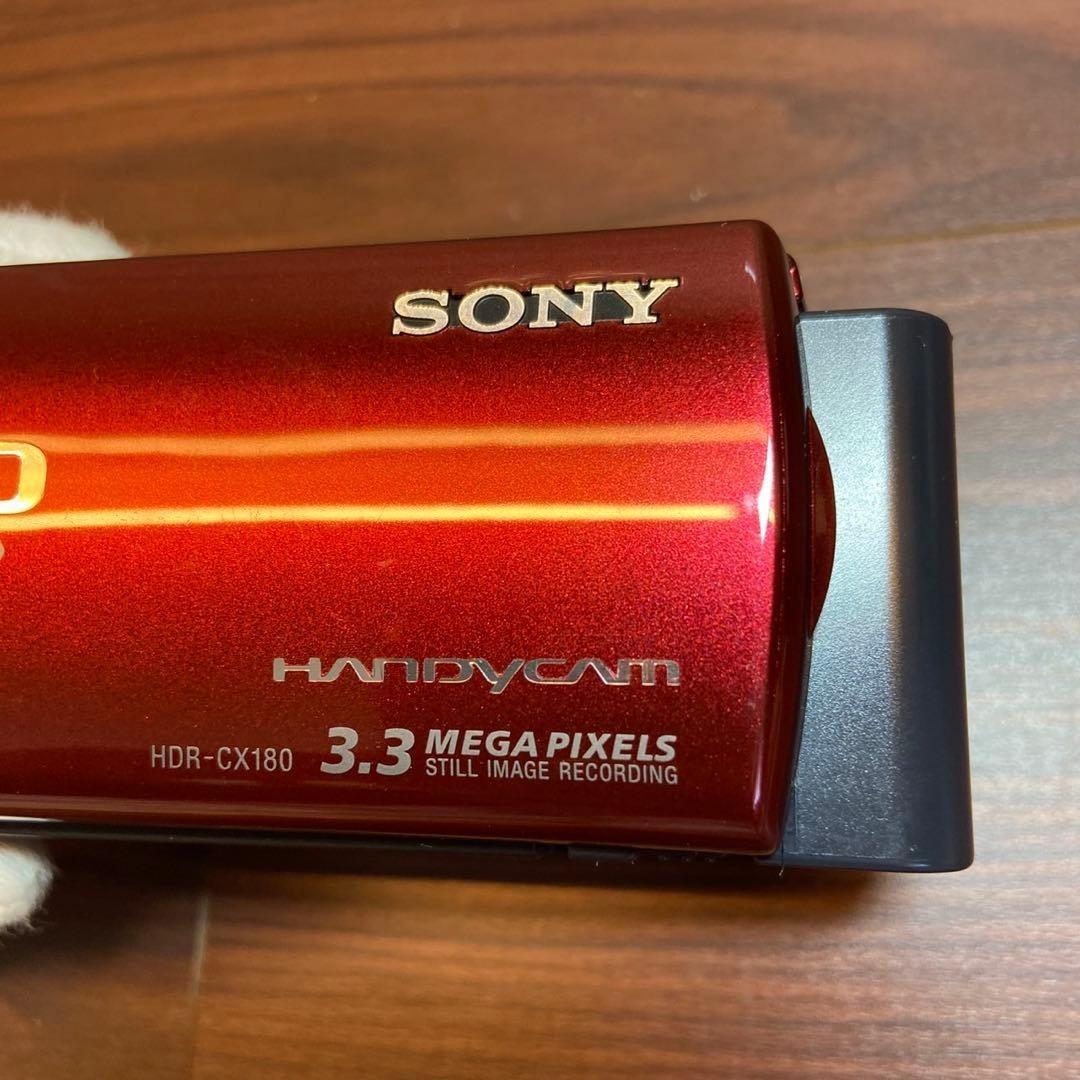 SONY
HANDYCAM
HDR-CX180 3.3 MEGA PIXELS
STILL IMAGE RECORDING